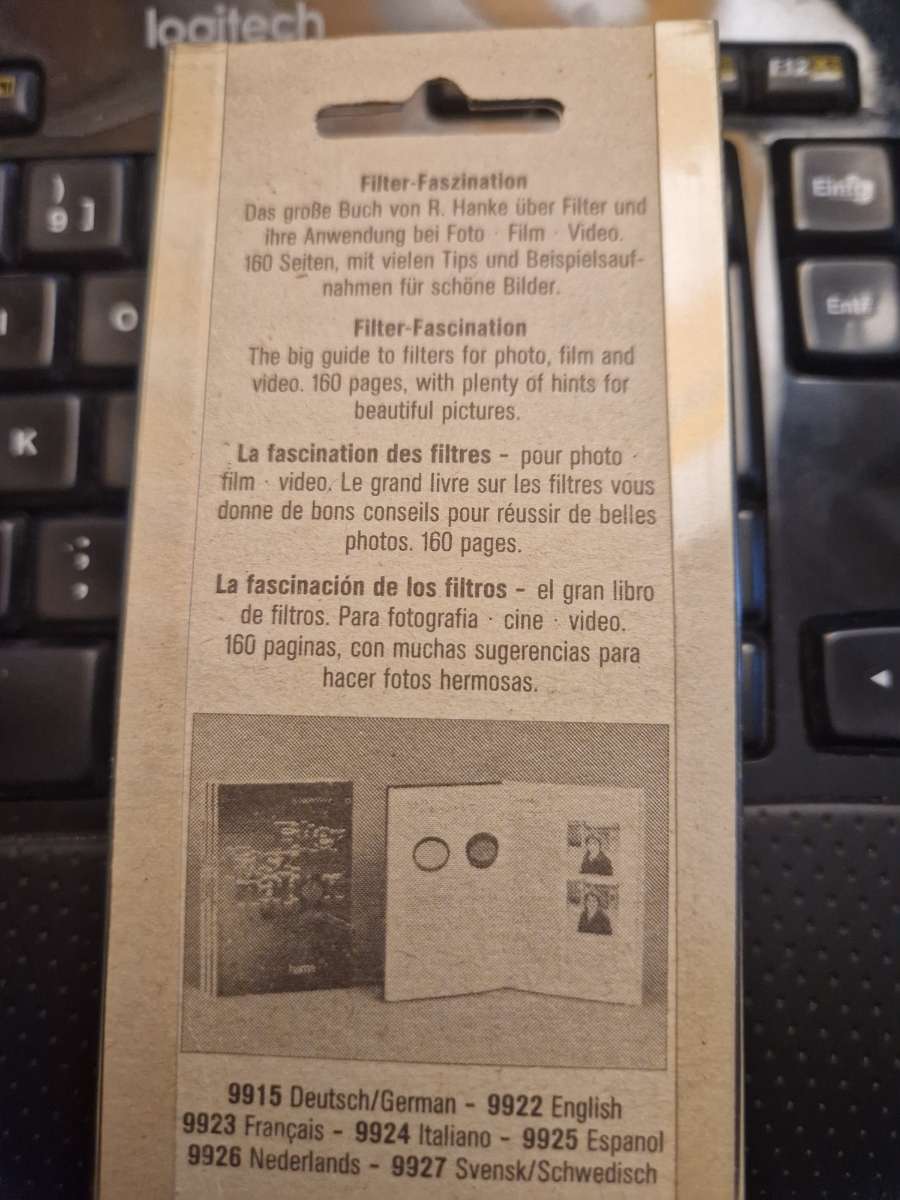 logitech
F12
Einfg
Entf
)
9 ]
O
K
Filter-Faszination
Das große Buch von R. Hanke über Filter und
ihre Anwendung bei Foto · Film · Video.
160 Seiten, mit vielen Tips und Beispielsauf-
nahmen für schöne Bilder.
Filter-Fascination
The big guide to filters for photo, film and
video. 160 pages, with plenty of hints for
beautiful pictures.
La fascination des filtres – pour photo ·
film · video. Le grand livre sur les filtres vous
donne de bons conseils pour réussir de belles
photos. 160 pages.
La fascinación de los filtros – el gran libro
de filtros. Para fotografia · cine · video.
160 paginas, con muchas sugerencias para
hacer fotos hermosas.
hama
9915 Deutsch/German – 9922 English
9923 Français – 9924 Italiano – 9925 Espanol
9926 Nederlands – 9927 Svensk/Schwedisch